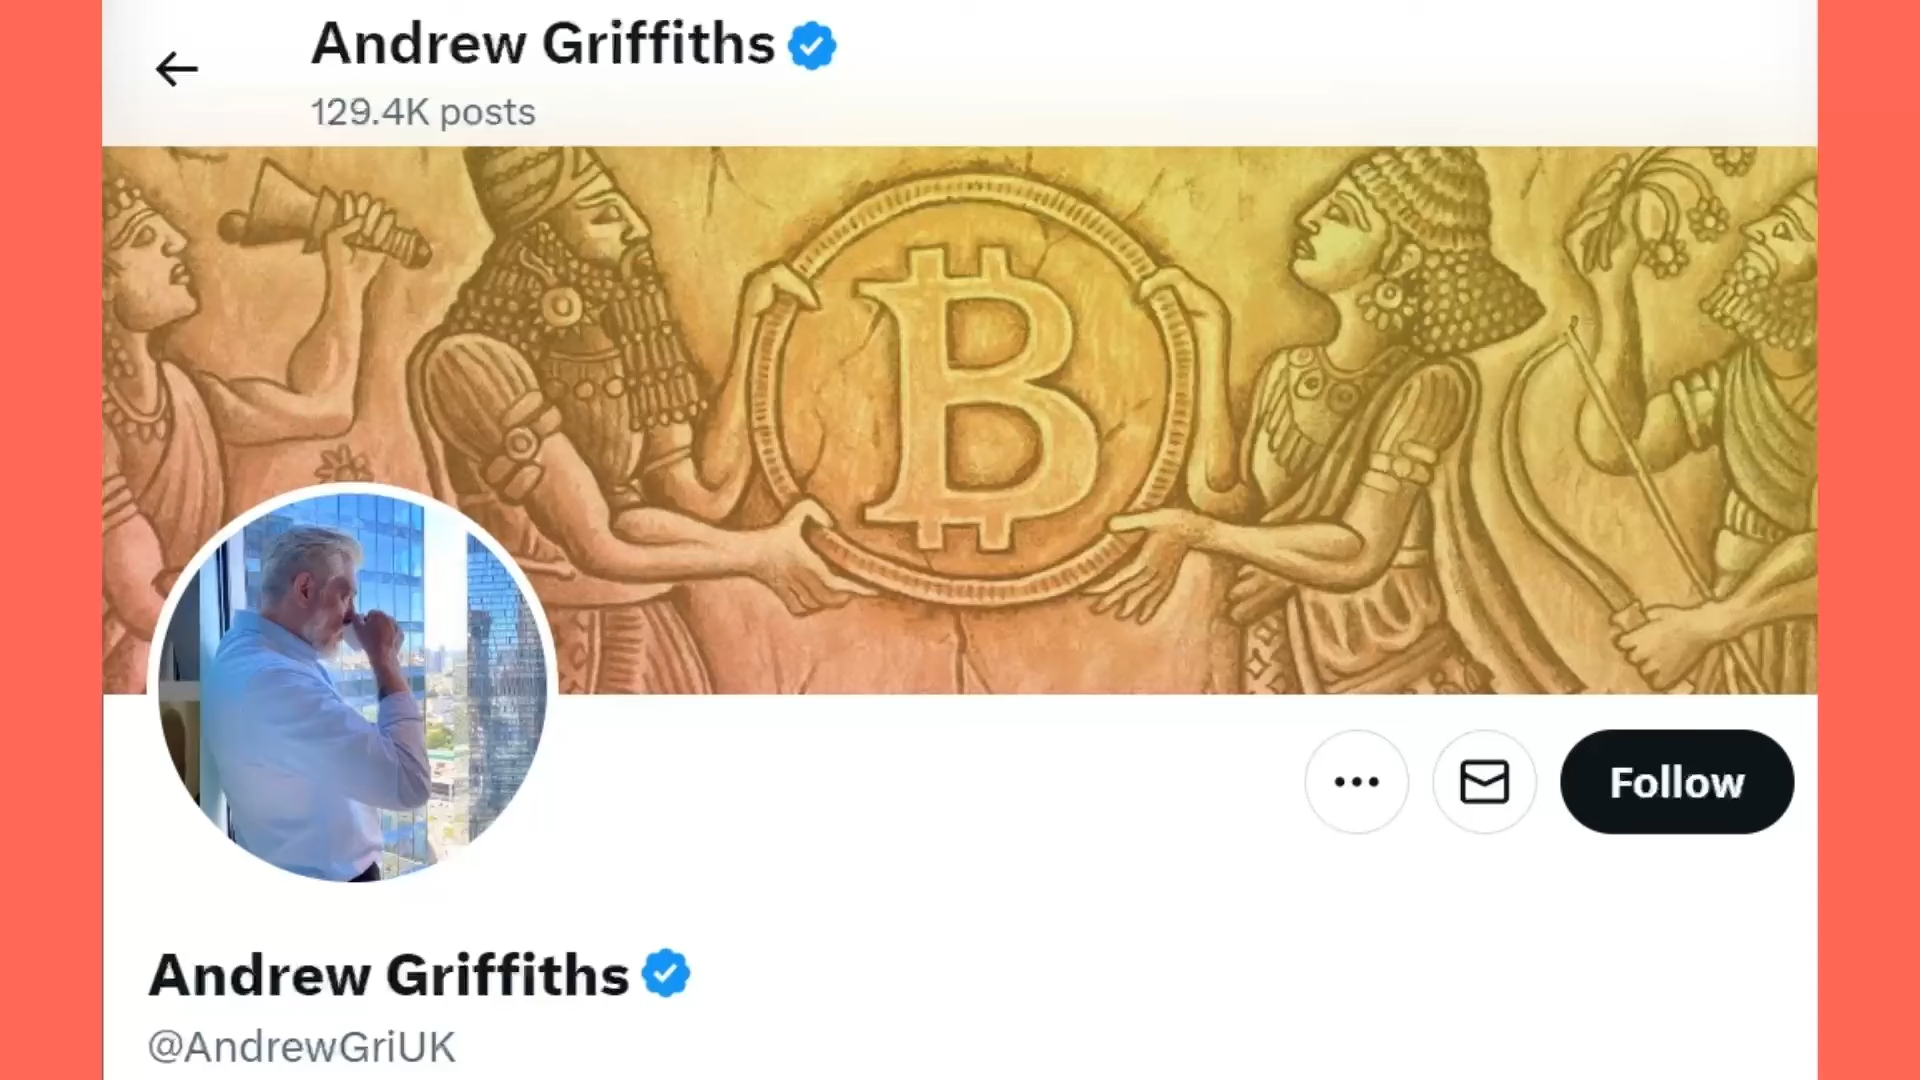 Andrew Griffiths
129.4K posts
B
Follow
Andrew Griffiths
@AndrewGriUK